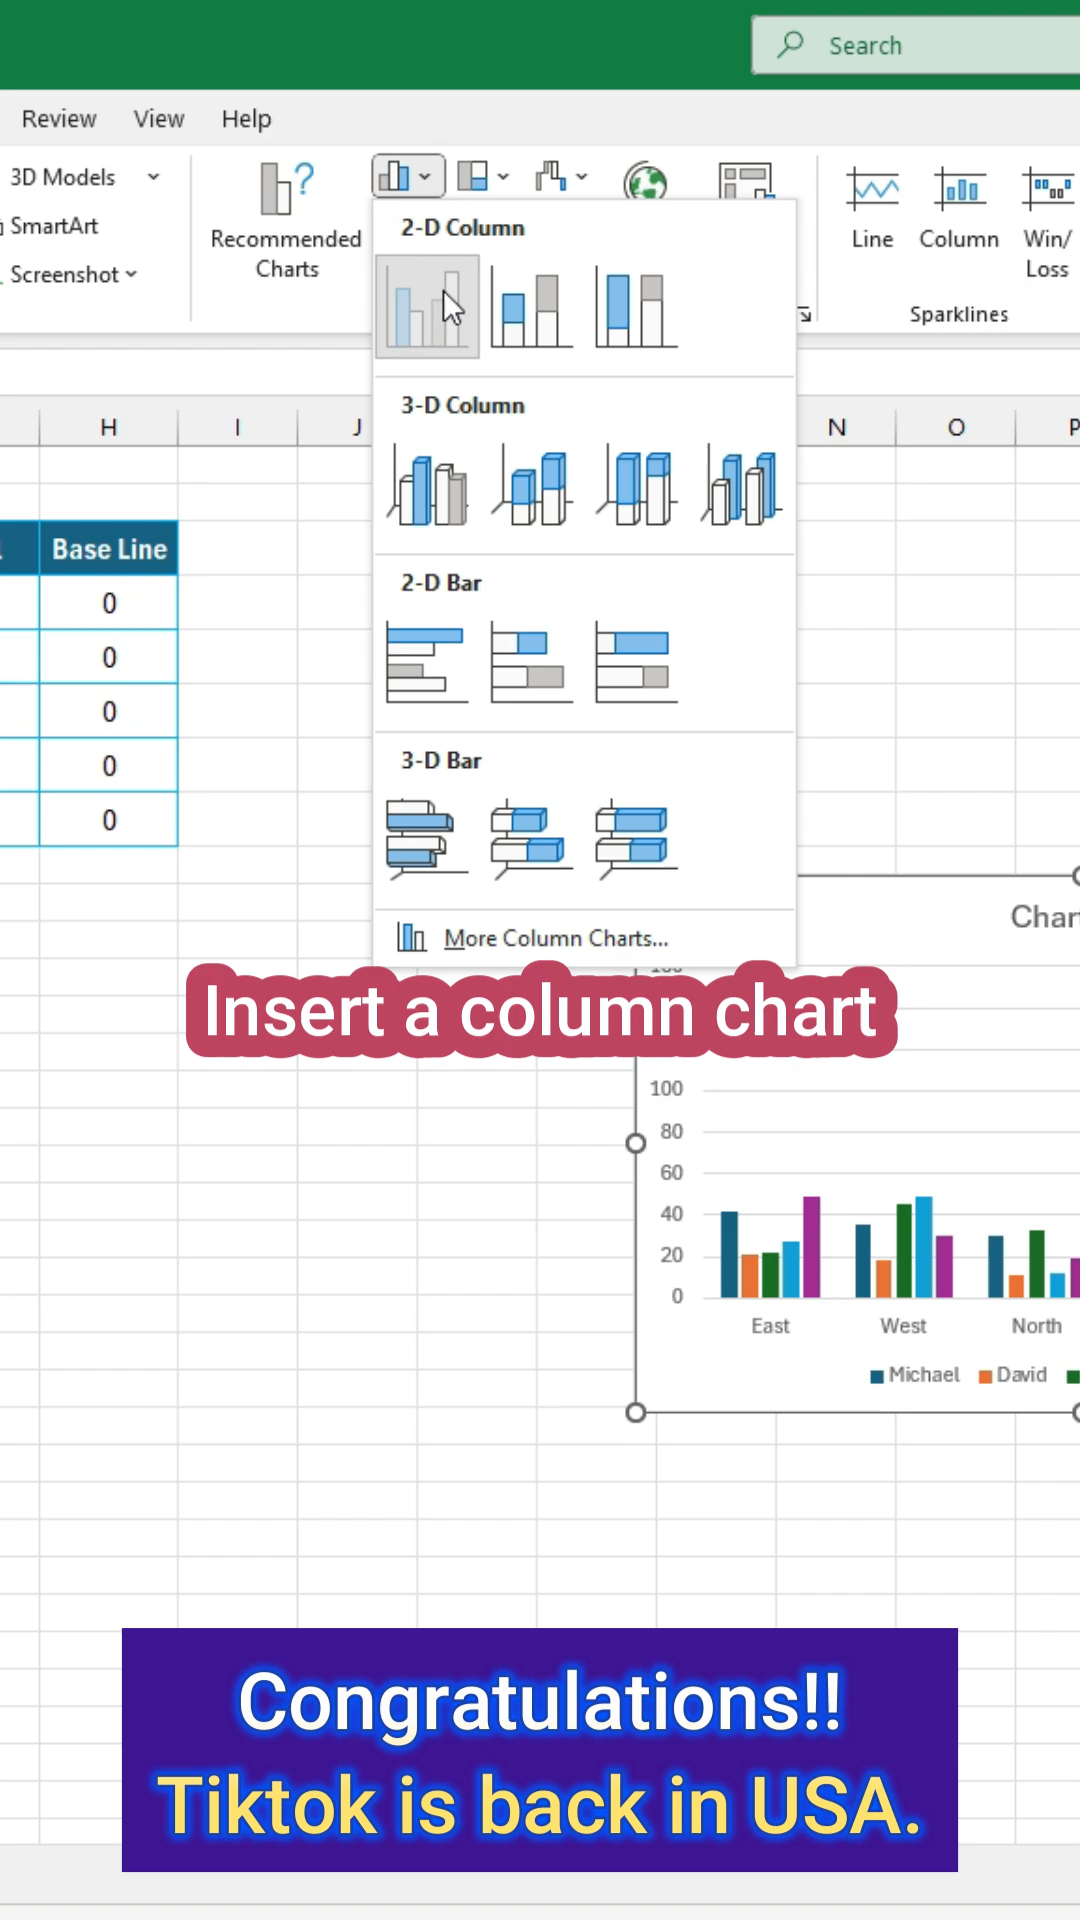 Search
Review View Help
3D Models
SmartArt
Screenshot
Recommended
Charts
Line Column Win/
Loss
Sparklines
2-D Column
3-D Column
2-D Bar
3-D Bar
More Column Charts...
H I J N O P
Base Line
0
0
0
0
0
Insert a column chart
100
80
60
40
20
0
East West North
Michael David
Congratulations!!
Tiktok is back in USA.